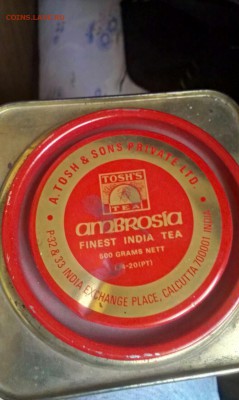 COINS.LAVE.RU
• A. TOSH & SONS PRIVATE LTD. •
TOSH'S
TEA
ambrosia
FINEST INDIA TEA
500 GRAMS NETT
P 32 & 33 INDIA EXCHANGE PLACE, CALCUTTA 700001 INDIA